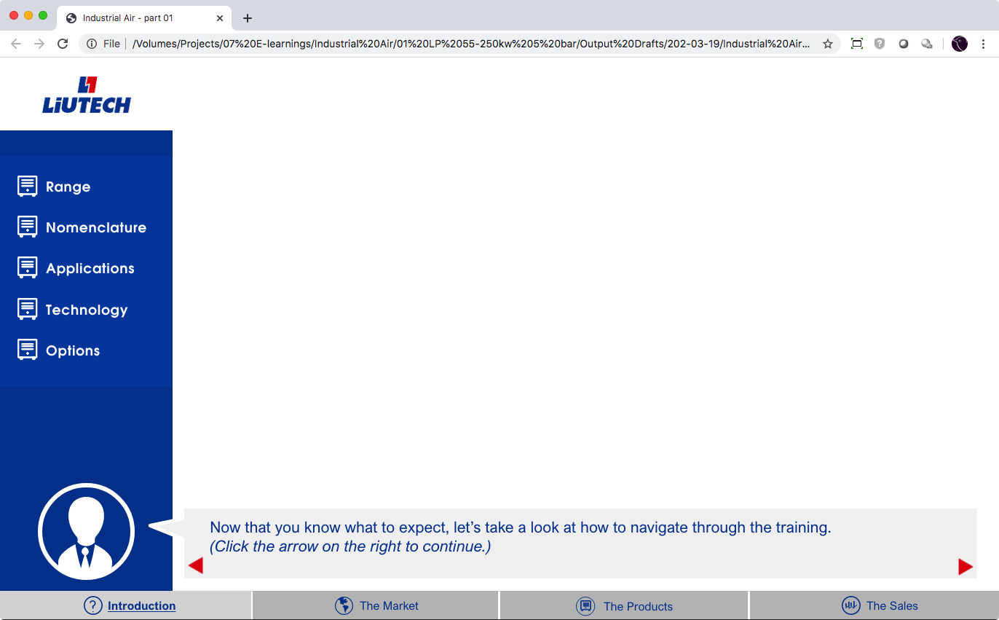 Industrial Air - part 01
File
/Volumes/Projects/07%20E-learnings/Industrial%20Air/01%20LP%2055-250kw%205%20bar/Output%20Drafts/202-03-19/Industrial%20Air...
LiUTECH
Range
Nomenclature
Applications
Technology
Options
Now that you know what to expect, let’s take a look at how to navigate through the training.
(Click the arrow on the right to continue.)
Introduction
The Market
The Products
The Sales